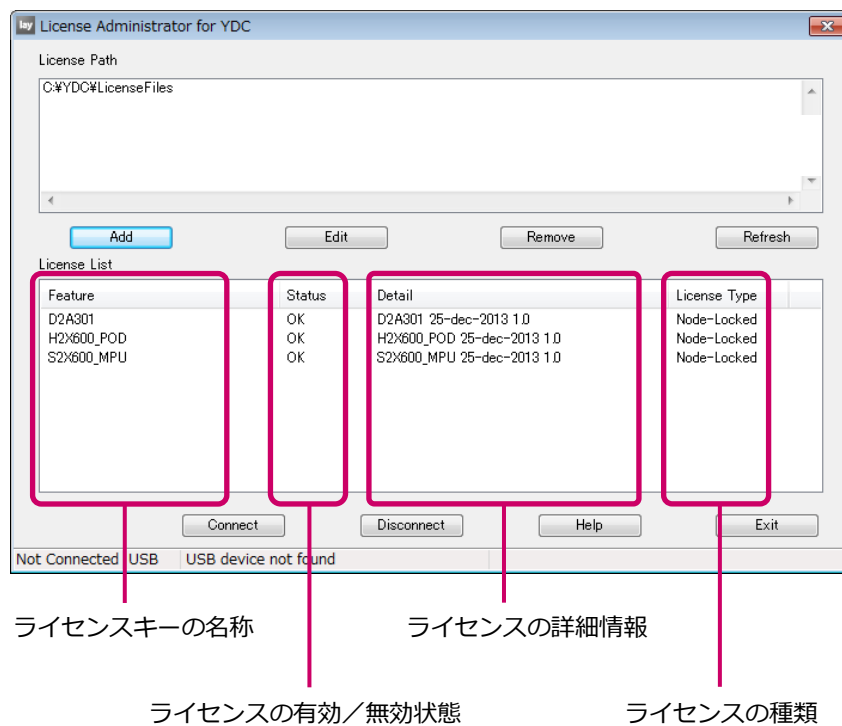 lay License Administrator for YDC
License Path
C:¥YDC¥LicenseFiles
Add Edit Remove Refresh
License List
Feature Status Detail License Type
D2A301 OK D2A301 25-dec-2013 1.0 Node-Locked
H2X600_POD OK H2X600_POD 25-dec-2013 1.0 Node-Locked
S2X600_MPU OK S2X600_MPU 25-dec-2013 1.0 Node-Locked
Connect Disconnect Help Exit
Not Connected USB USB device not found
ライセンスキーの名称 ライセンスの詳細情報
ライセンスの有効／無効状態 ライセンスの種類